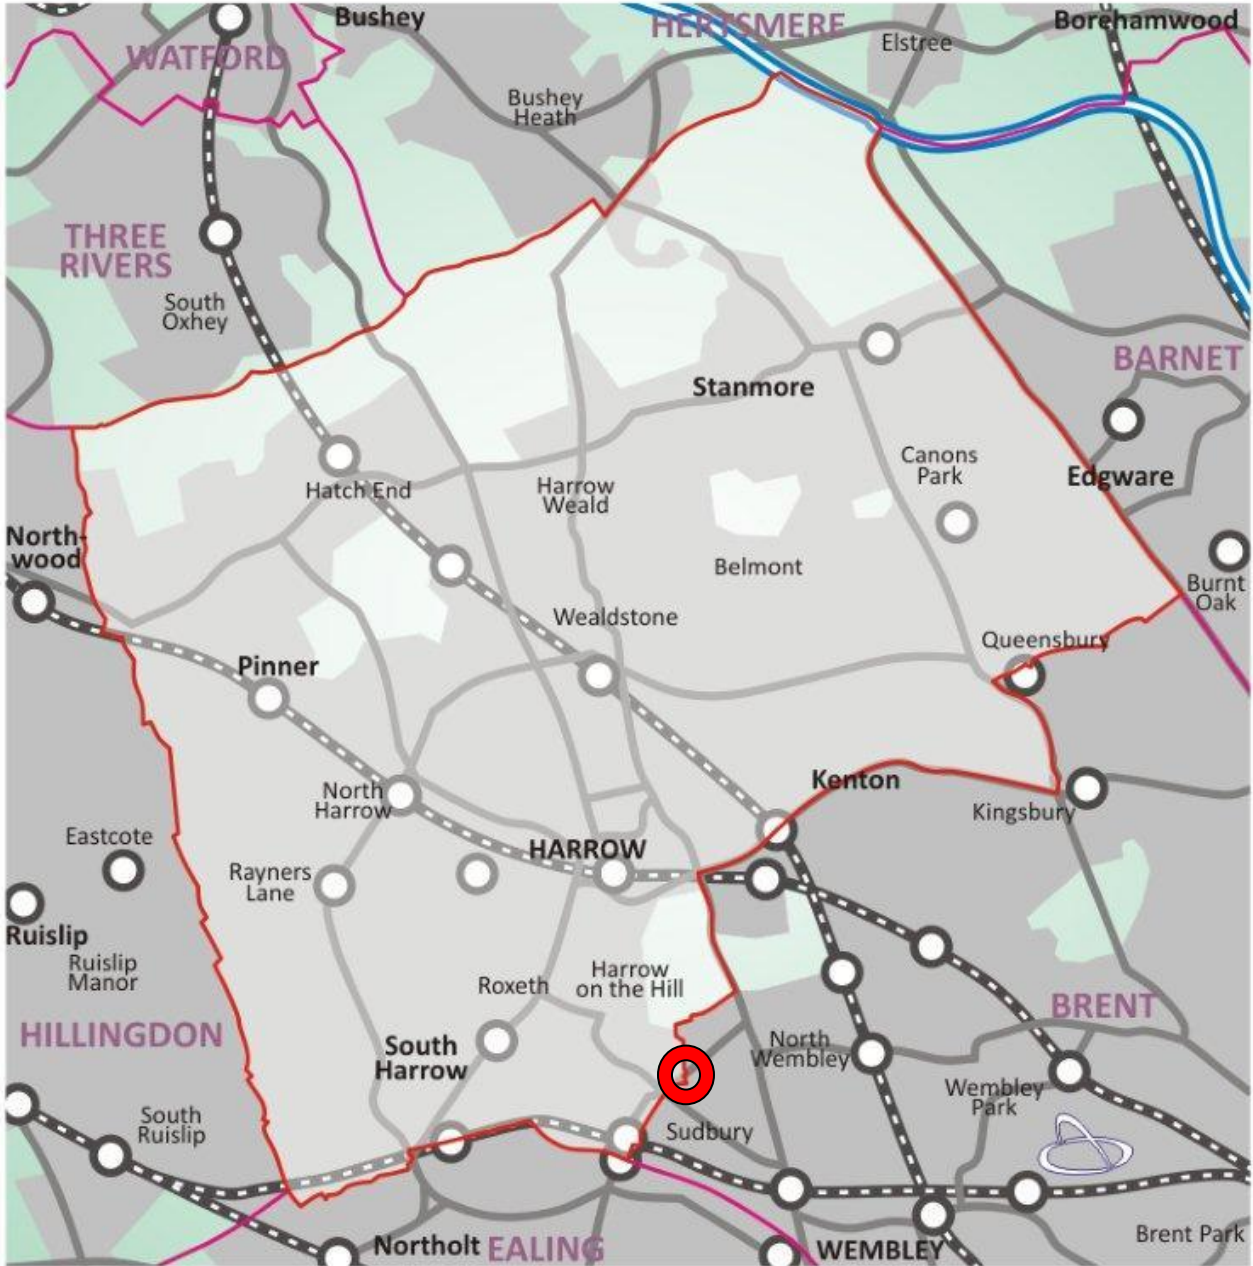 Bushey
HERTSMERE
Borehamwood
WATFORD
Elstree
Bushey
Heath
THREE
RIVERS
South
Oxhey
BARNET
Stanmore
Canons
Park
Edgware
Hatch End
Harrow
Weald
North-
wood
Belmont
Burnt
Oak
Wealdstone
Queensbury
Pinner
Kenton
North
Harrow
Kingsbury
Eastcote
HARROW
Rayners
Lane
Ruislip
Ruislip
Manor
Roxeth
Harrow
on the Hill
BRENT
HILLINGDON
South
Harrow
North
Wembley
Wembley
Park
South
Ruislip
Sudbury
Brent Park
Northolt
EALING
WEMBLEY